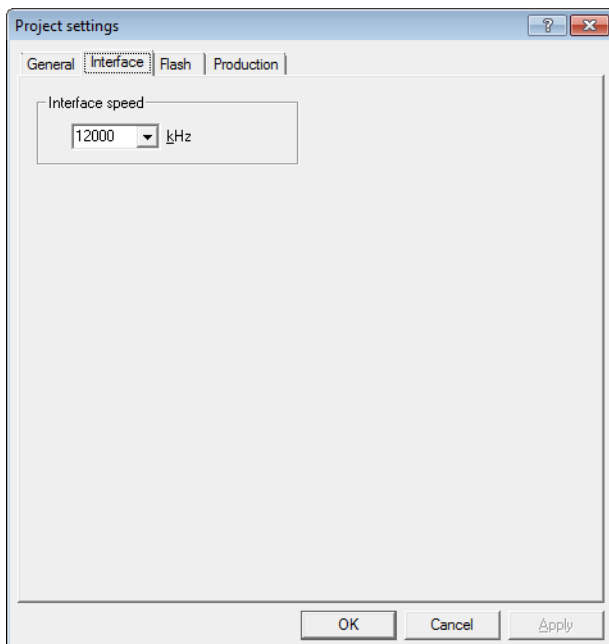 Project settings
General Interface Flash Production
Interface speed
12000 kHz
OK Cancel Apply